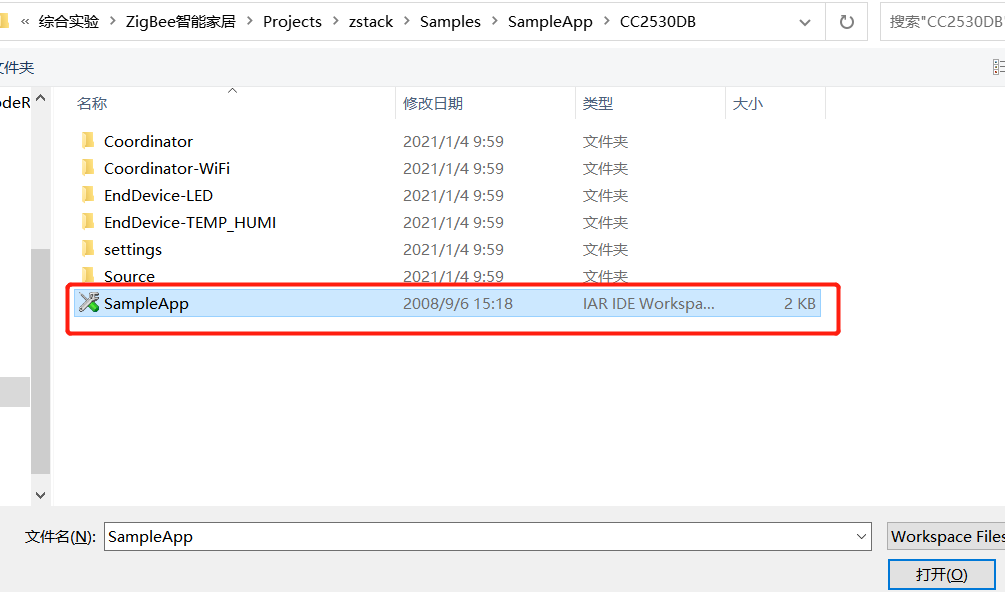 « 综合实验 > ZigBee智能家居 > Projects > zstack > Samples > SampleApp > CC2530DB
搜索"CC2530DB"
文件夹
odeR
名称 修改日期 类型 大小
Coordinator 2021/1/4 9:59 文件夹
Coordinator-WiFi 2021/1/4 9:59 文件夹
EndDevice-LED 2021/1/4 9:59 文件夹
EndDevice-TEMP_HUMI 2021/1/4 9:59 文件夹
settings 2021/1/4 9:59 文件夹
Source 2021/1/4 9:59 文件夹
SampleApp 2008/9/6 15:18 IAR IDE Workspa... 2 KB
文件名(N): SampleApp
Workspace Files
打开(O)